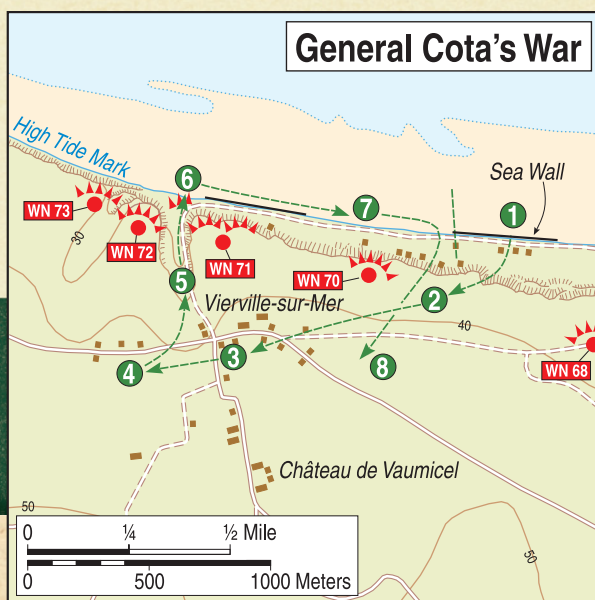 General Cota's War
High Tide Mark
Sea Wall
6
7
1
WN 73
WN 72
WN 71
WN 70
30
5
Vierville-sur-Mer
2
40
3
4
8
WN 68
Château de Vaumicel
50
50
0 ¼ ½ Mile
0 500 1000 Meters